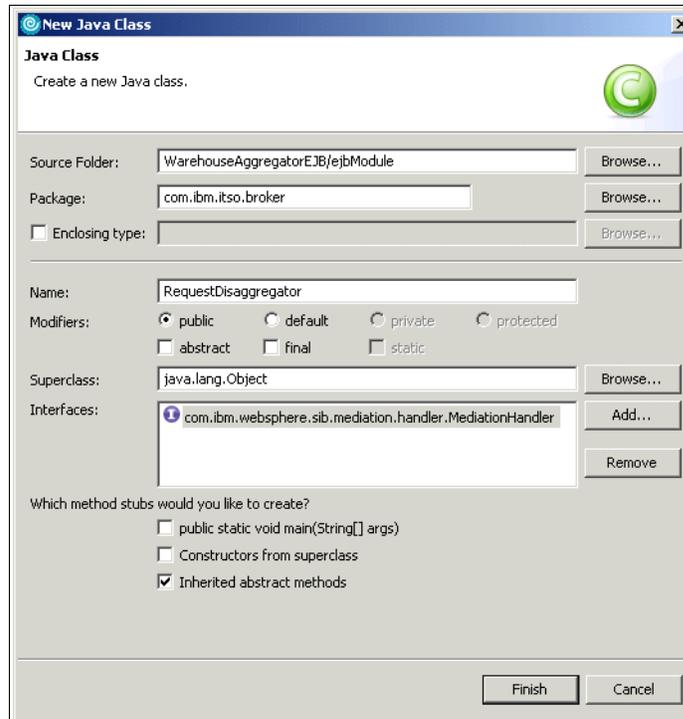 New Java Class
Java Class
Create a new Java class.
Source Folder: WarehouseAggregatorEJB/ejbModule Browse...
Package: com.ibm.itso.broker Browse...
Enclosing type: Browse...
Name: RequestDisaggregator
Modifiers: public default private protected
abstract final static
Superclass: java.lang.Object Browse...
Interfaces: com.ibm.websphere.sib.mediation.handler.MediationHandler Add...
Remove
Which method stubs would you like to create?
public static void main(String[] args)
Constructors from superclass
Inherited abstract methods
Finish Cancel